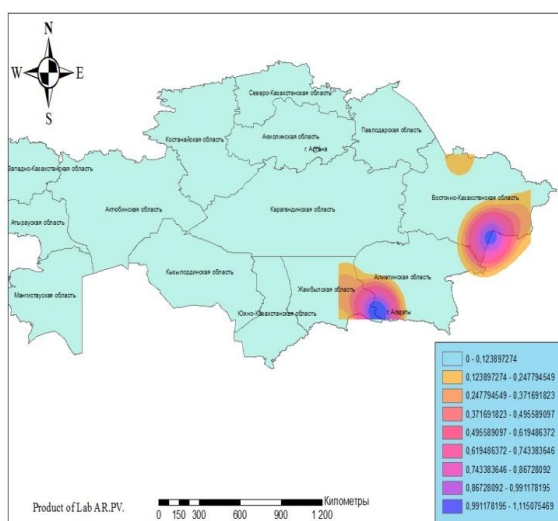 N
W E
S
Северо-Казахстанская область
Костанайская область
Акмолинская область
Павлодарская область
г Астана
Западно-Казахстанская область
Восточно-Казахстанская область
Актюбинская область
Карагандинская область
Атырауская область
Мангистауская область
Кызылординская область
Жамбылская область
Алматинская область
Южно-Казахстанская область
г Алматы
0 - 0,123897274
0,123897274 - 0,247794549
0,247794549 - 0,371691823
0,371691823 - 0,495589097
0,495589097 - 0,619486372
0,619486372 - 0,743383646
0,743383646 - 0,86728092
0,86728092 - 0,991178195
0,991178195 - 1,115075469
Product of Lab AR.PV.
Километры
0 150 300 600 900 1 200